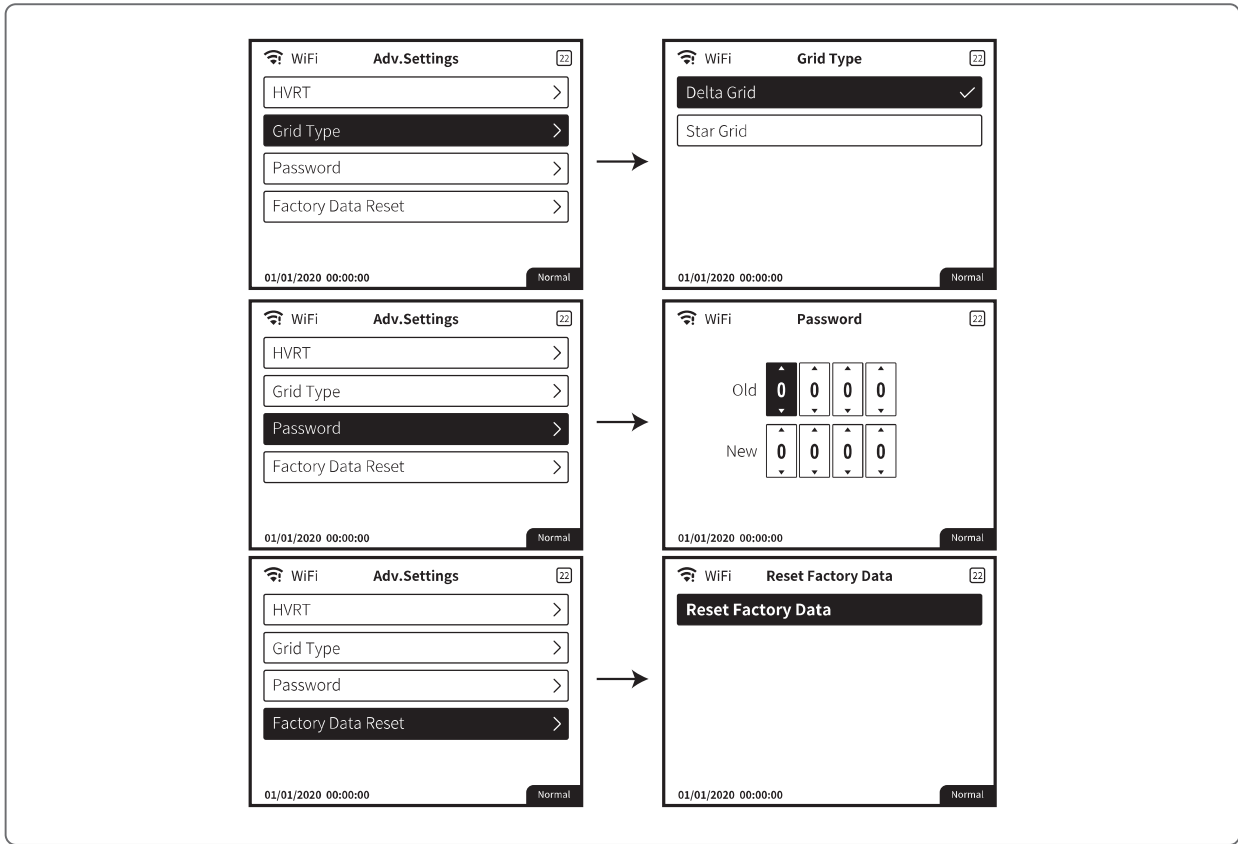 WiFi Adv.Settings 22
HVRT
Grid Type
Password
Factory Data Reset
01/01/2020 00:00:00 Normal
WiFi Grid Type 22
Delta Grid
Star Grid
01/01/2020 00:00:00 Normal
WiFi Adv.Settings 22
HVRT
Grid Type
Password
Factory Data Reset
01/01/2020 00:00:00 Normal
WiFi Password 22
Old 0 0 0 0
New 0 0 0 0
01/01/2020 00:00:00 Normal
WiFi Adv.Settings 22
HVRT
Grid Type
Password
Factory Data Reset
01/01/2020 00:00:00 Normal
WiFi Reset Factory Data 22
Reset Factory Data
01/01/2020 00:00:00 Normal